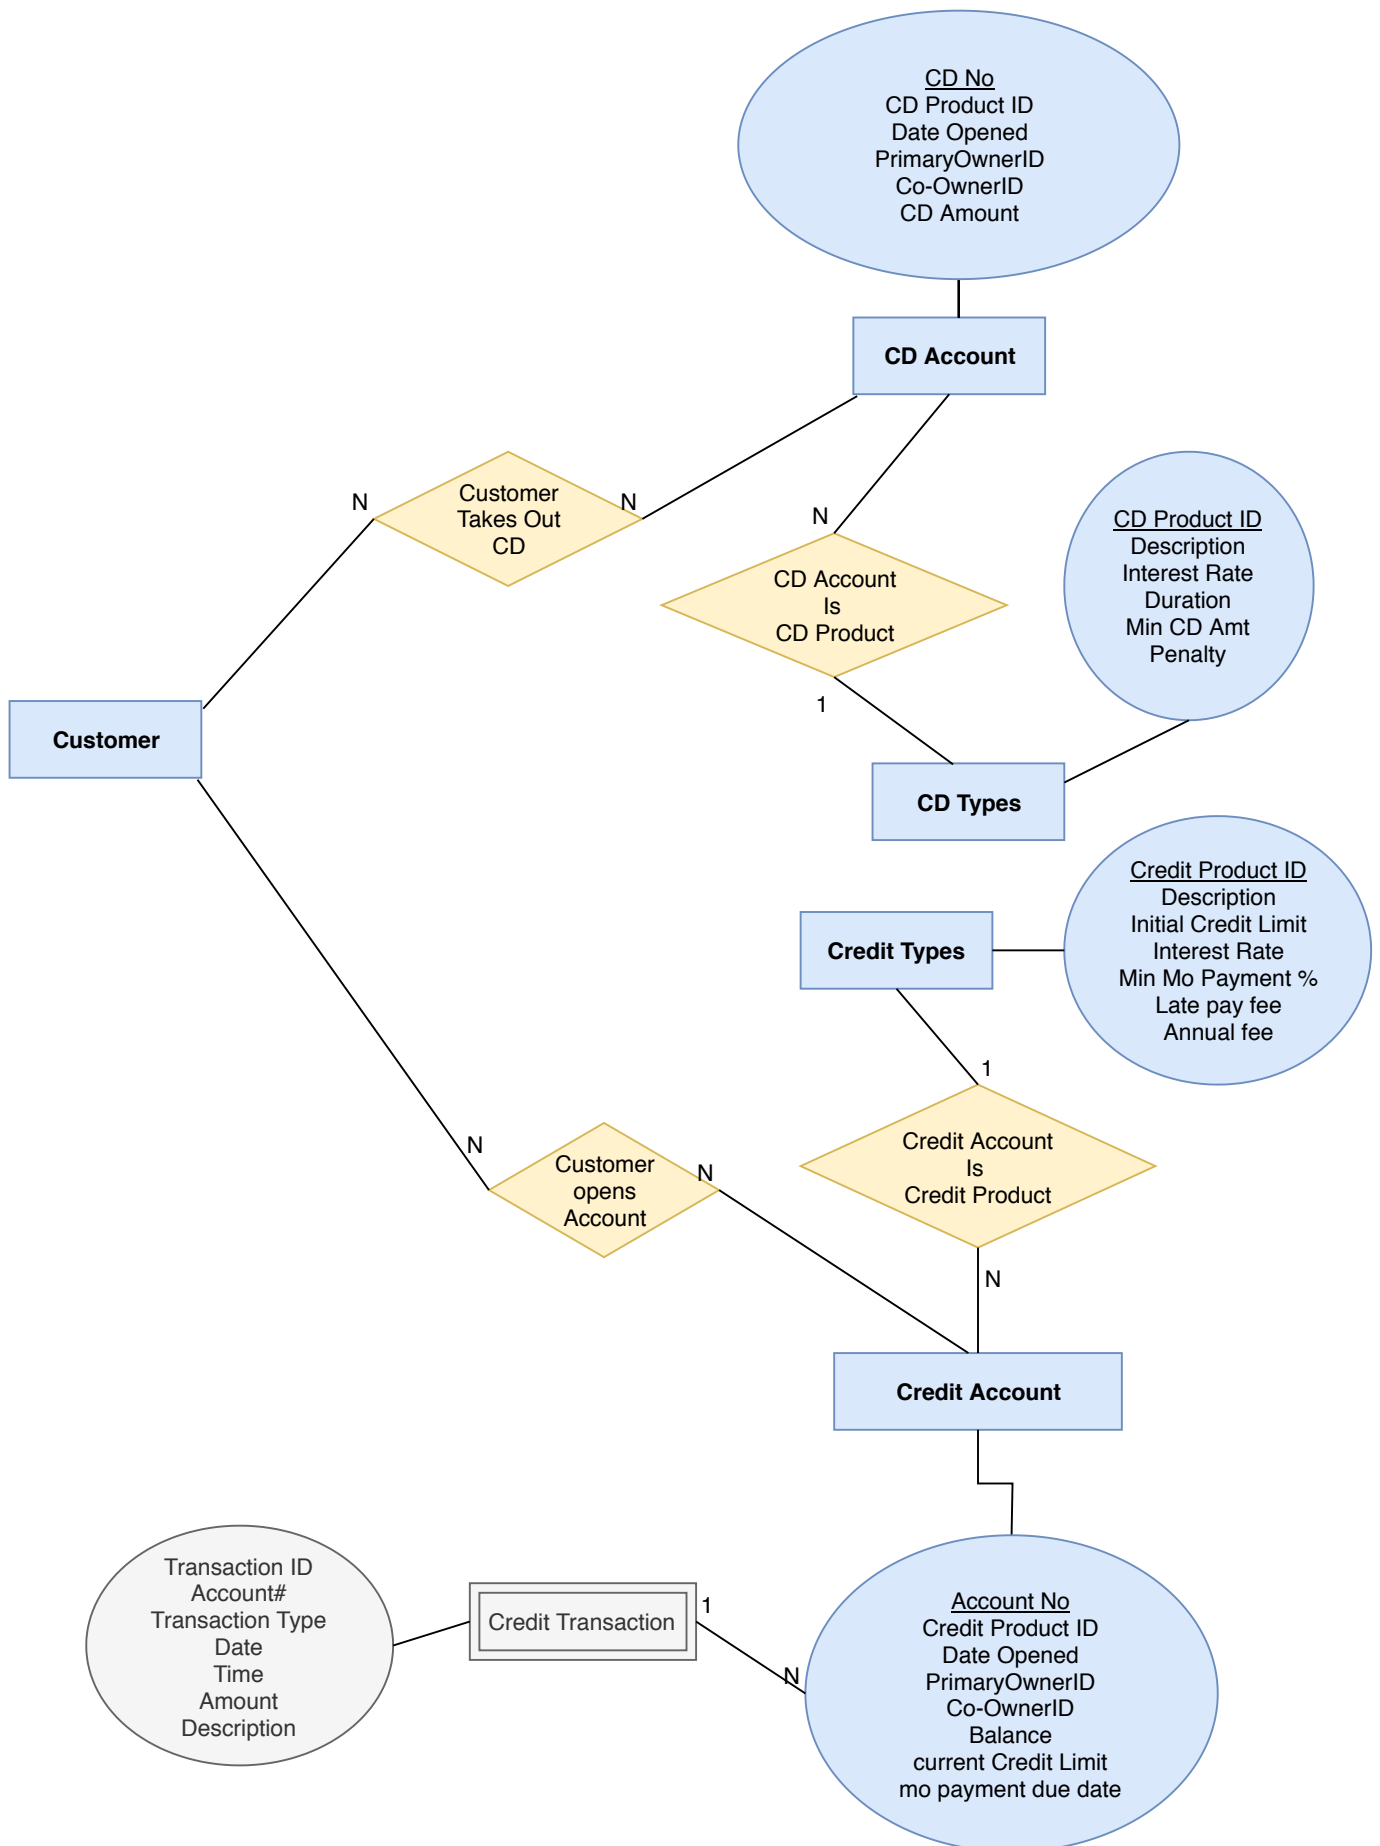 CD No
CD Product ID
Date Opened
PrimaryOwnerID
Co-OwnerID
CD Amount
CD Account
N
Customer
Takes Out
CD
N
N
CD Account
Is
CD Product
1
CD Product ID
Description
Interest Rate
Duration
Min CD Amt
Penalty
Customer
CD Types
Credit Types
Credit Product ID
Description
Initial Credit Limit
Interest Rate
Min Mo Payment %
Late pay fee
Annual fee
1
Credit Account
Is
Credit Product
N
N
Customer
opens
Account
N
Credit Account
Transaction ID
Account#
Transaction Type
Date
Time
Amount
Description
Credit Transaction
1
N
Account No
Credit Product ID
Date Opened
PrimaryOwnerID
Co-OwnerID
Balance
current Credit Limit
mo payment due date